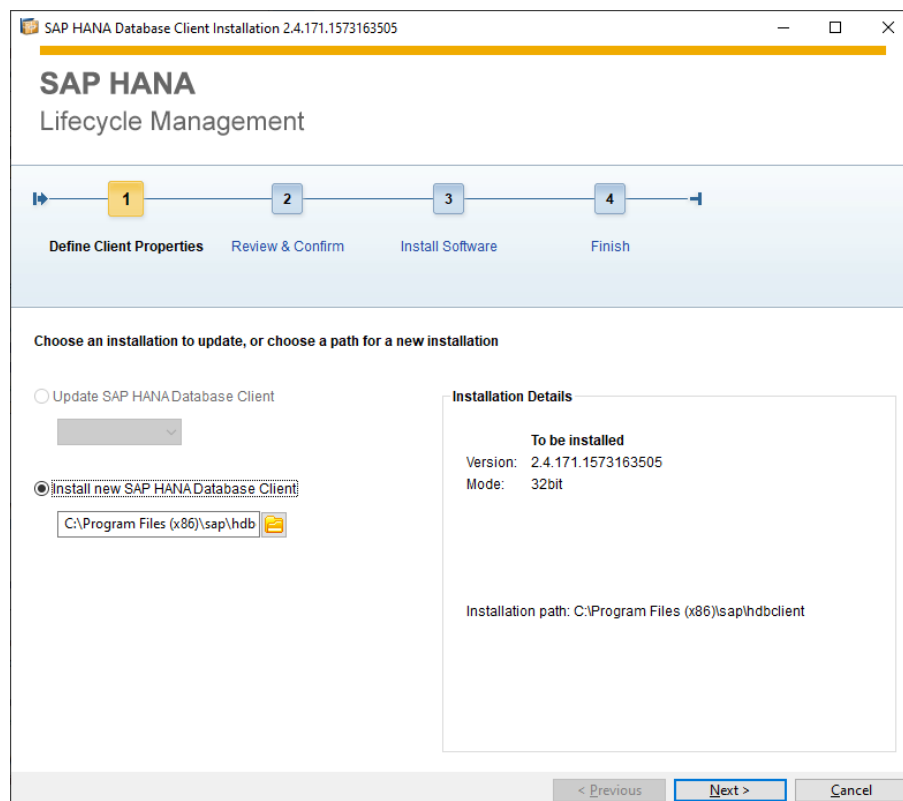 SAP HANA Database Client Installation 2.4.171.1573163505
SAP HANA
Lifecycle Management
1
2
3
4
Define Client Properties
Review & Confirm
Install Software
Finish
Choose an installation to update, or choose a path for a new installation
Update SAP HANA Database Client
Install new SAP HANA Database Client
C:\Program Files (x86)\sap\hdb
Installation Details
To be installed
Version: 2.4.171.1573163505
Mode: 32bit
Installation path: C:\Program Files (x86)\sap\hdbclient
< Previous
Next >
Cancel